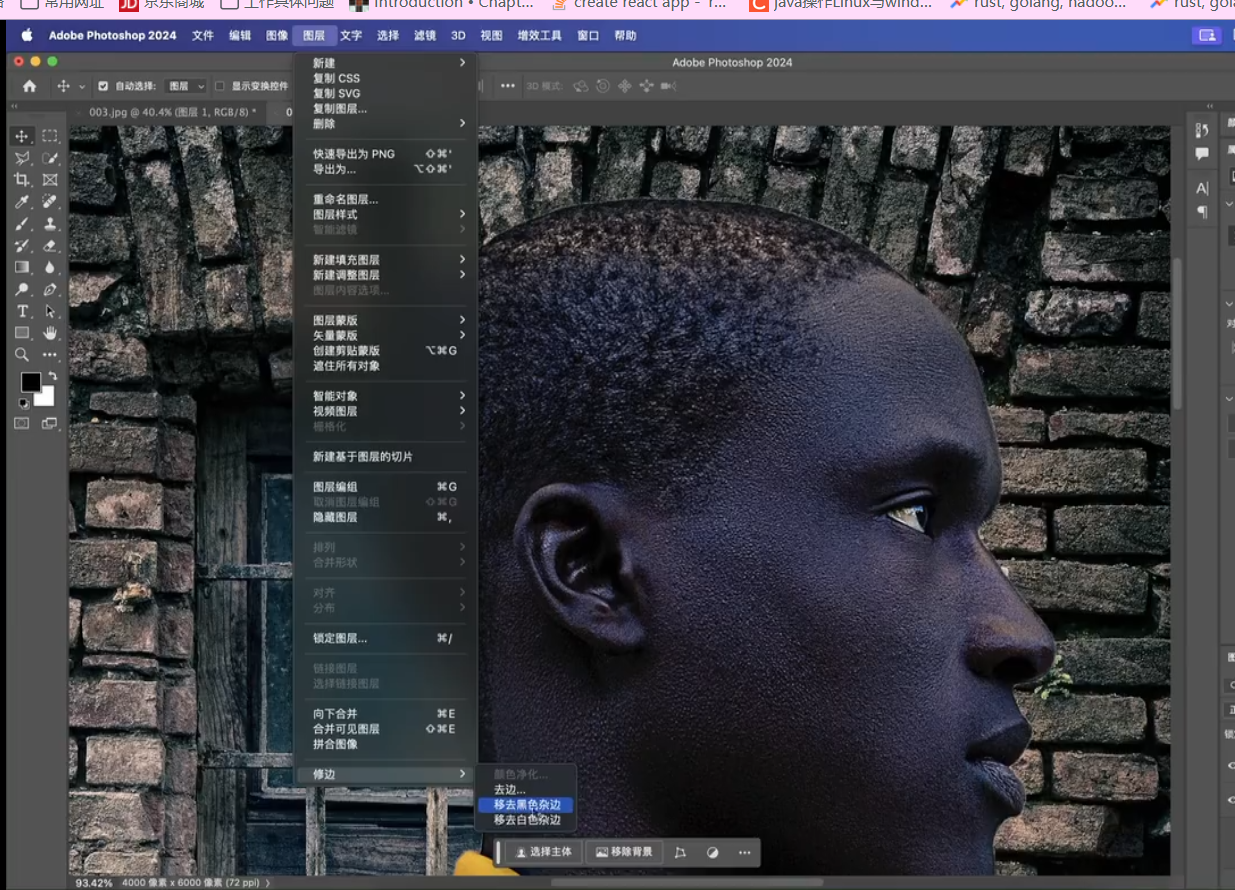 常用网址 京东商城 工作具体问题 Introduction • Chapt... create react app - r... java操作Linux与wind... rust, golang, hadoo... rust, gola
Adobe Photoshop 2024 文件 编辑 图像 图层 文字 选择 滤镜 3D 视图 增效工具 窗口 帮助
Adobe Photoshop 2024
自动选择: 图层 显示变换控件 ••• 3D 模式:
003.jpg @ 40.4% (图层 1, RGB/8) *
新建
复制 CSS
复制 SVG
复制图层...
删除
快速导出为 PNG ⇧⌘'
导出为... ⌥⇧⌘'
重命名图层...
图层样式
智能滤镜
新建填充图层
新建调整图层
图层内容选项...
图层蒙版
矢量蒙版
创建剪贴蒙版 ⌥⌘G
遮住所有对象
智能对象
视频图层
栅格化
新建基于图层的切片
图层编组 ⌘G
取消图层编组 ⇧⌘G
隐藏图层 ⌘,
排列
合并形状
对齐
分布
锁定图层... ⌘/
链接图层
选择链接图层
向下合并 ⌘E
合并可见图层 ⇧⌘E
拼合图像
修边
颜色净化...
去边...
移去黑色杂边
移去白色杂边
选择主体 移除背景 •••
93.42% 4000 像素 x 6000 像素 (72 ppi)